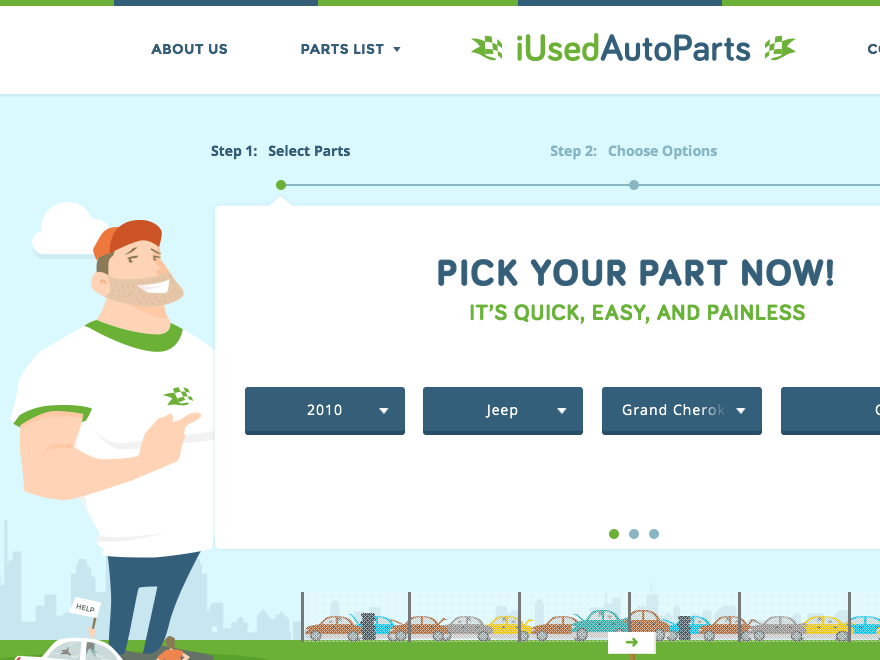 ABOUT US
PARTS LIST
iUsedAutoParts
Step 1: Select Parts
Step 2: Choose Options
PICK YOUR PART NOW!
IT'S QUICK, EASY, AND PAINLESS
2010
Jeep
Grand Cherok
HELP